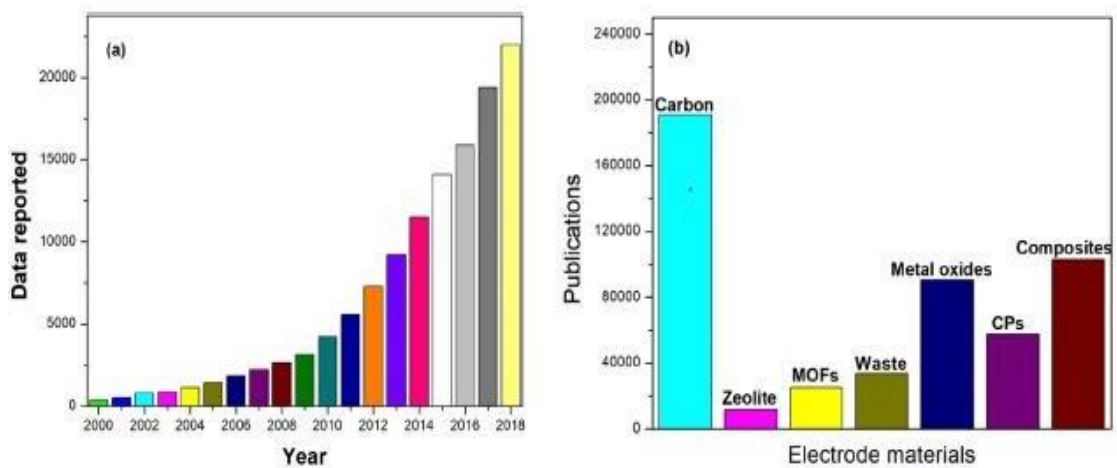 (a)
20000
15000
10000
5000
0
2000 2002 2004 2006 2008 2010 2012 2014 2016 2018
Year
Data reported
(b)
240000
200000
160000
120000
80000
40000
0
Carbon
Zeolite
MOFs
Waste
Metal oxides
CPs
Composites
Electrode materials
Publications